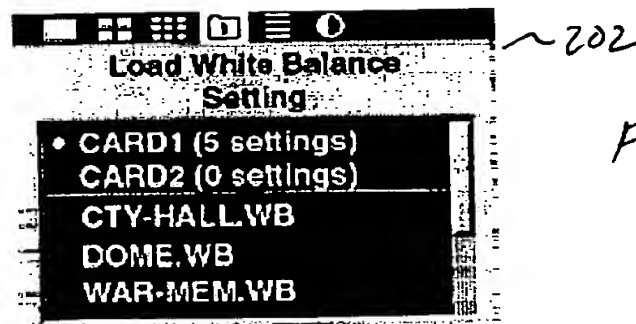 ~202
Load White Balance
Setting
• CARD1 (5 settings)
CARD2 (0 settings)
CTY-HALL.WB
DOME.WB
WAR-MEM.WB
F